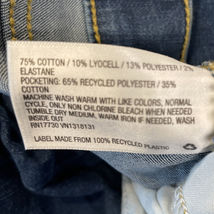 75% COTTON / 10% LYOCELL / 13% POLYESTER / 2%
ELASTANE
POCKETING: 65% RECYCLED POLYESTER / 35%
COTTON
MACHINE WASH WARM WITH LIKE COLORS, NORMAL
CYCLE, ONLY NON CHLORINE BLEACH WHEN NEEDED
TUMBLE DRY MEDIUM, WARM IRON IF NEEDED, WASH
INSIDE OUT
RN17730 VN1318131
LABEL MADE FROM 100% RECYCLED PLASTIC